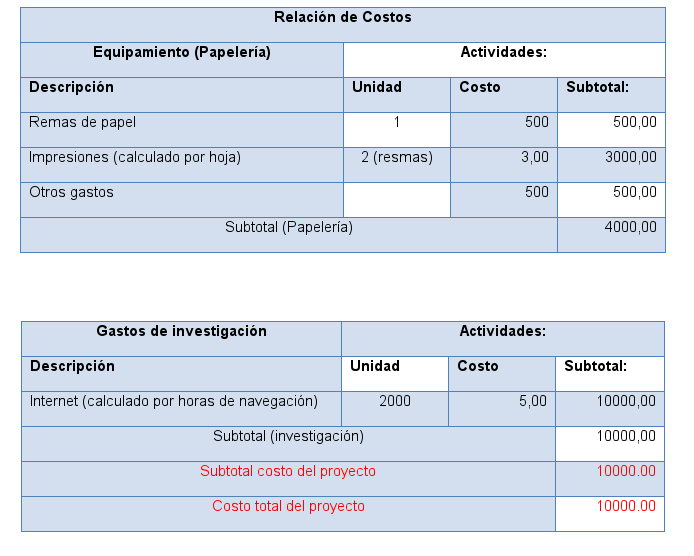 Relación de Costos
Equipamiento (Papelería) Actividades:
Descripción Unidad Costo Subtotal:
Remas de papel 1 500 500,00
Impresiones (calculado por hoja) 2 (resmas) 3,00 3000,00
Otros gastos 500 500,00
Subtotal (Papelería) 4000,00
Gastos de investigación Actividades:
Descripción Unidad Costo Subtotal:
Internet (calculado por horas de navegación) 2000 5,00 10000,00
Subtotal (investigación) 10000,00
Subtotal costo del proyecto 10000.00
Costo total del proyecto 10000.00